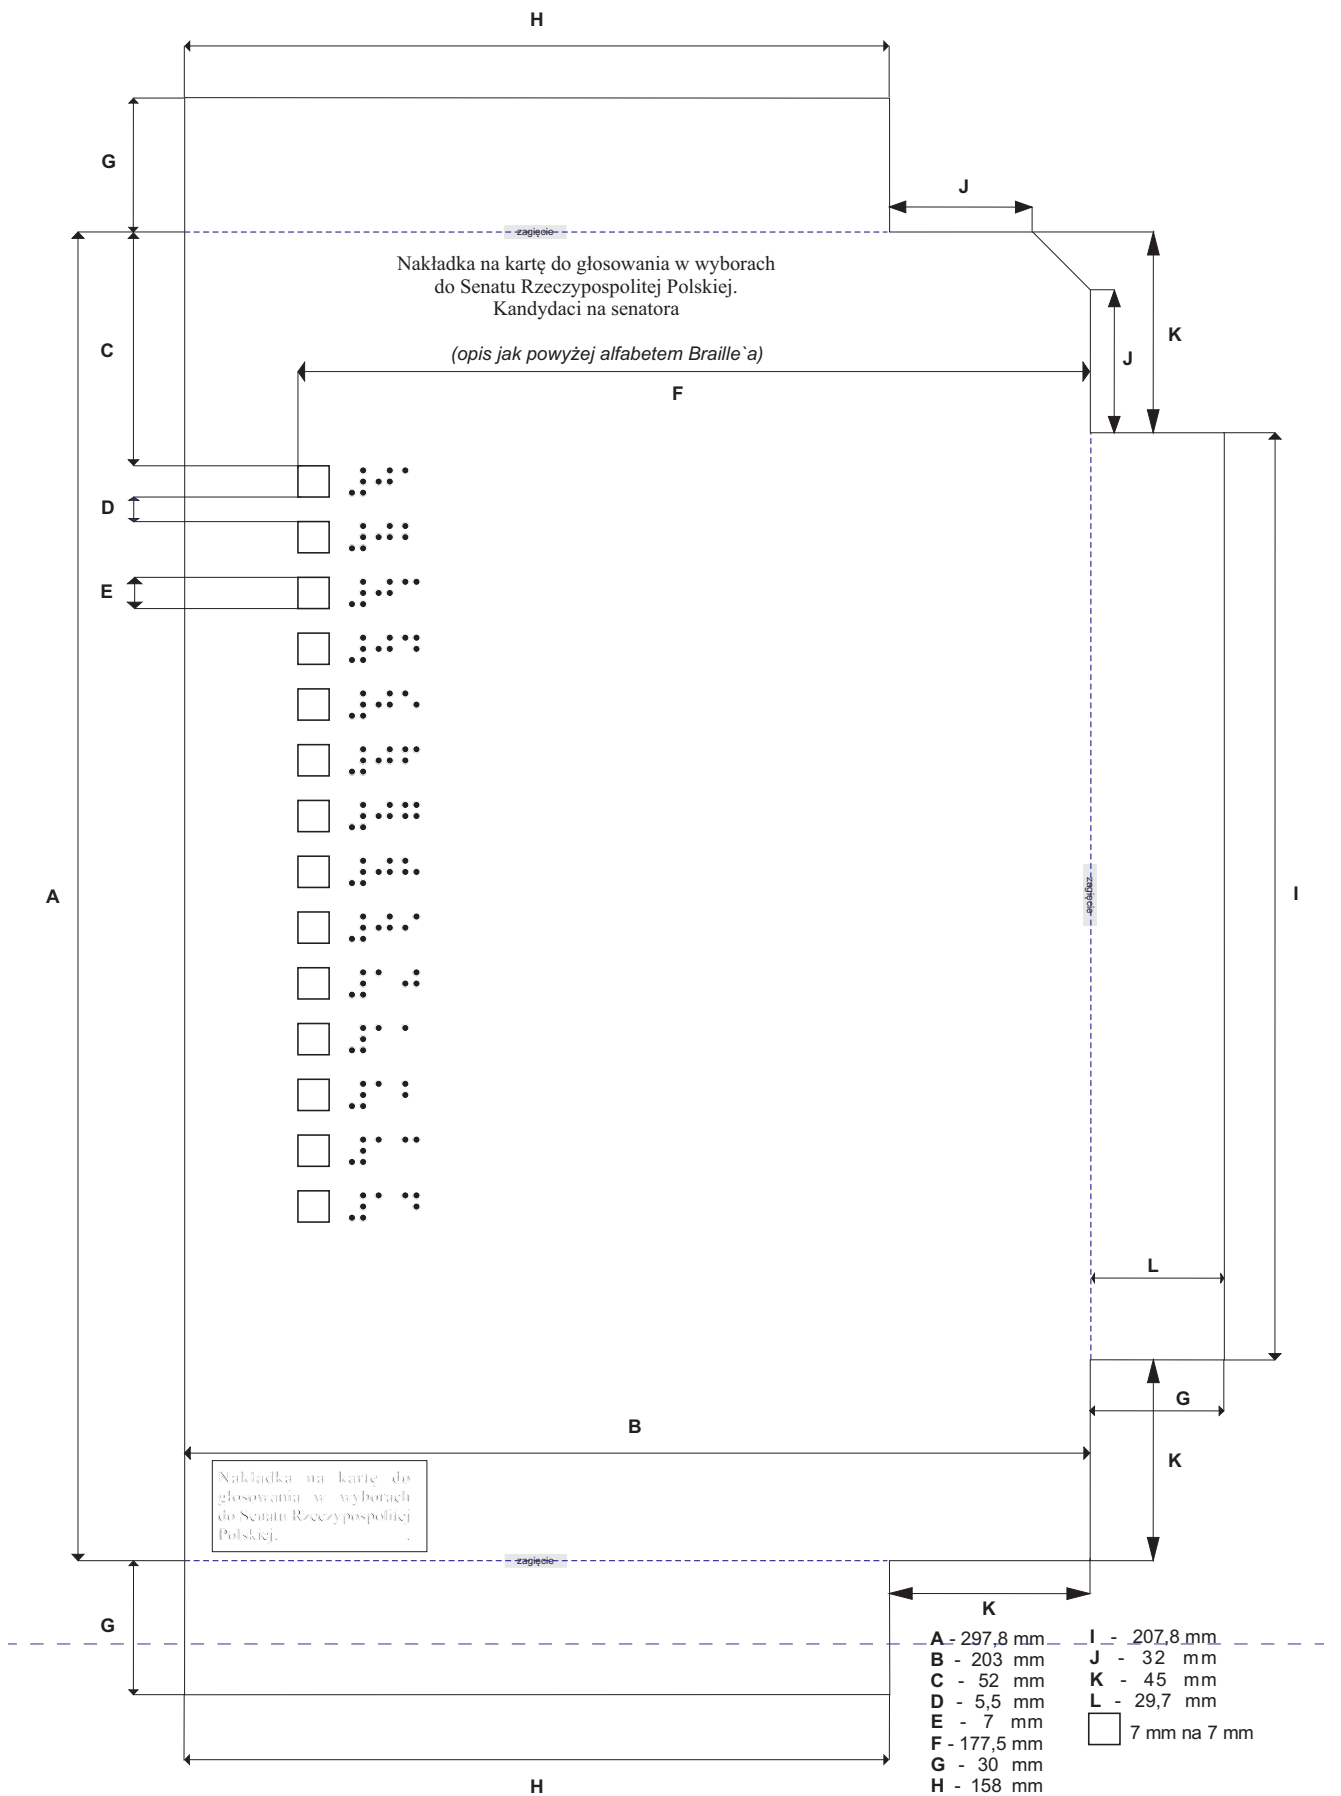 H
G
J
zagięcie
Nakładka na kartę do głosowania w wyborach
do Senatu Rzeczypospolitej Polskiej.
Kandydaci na senatora
K
C
(opis jak powyżej alfabetem Braille`a)
J
F
⠼⠚⠁
D
⠼⠚⠃
E
⠼⠚⠉
⠼⠚⠙
⠼⠚⠑
⠼⠚⠋
⠼⠚⠛
⠼⠚⠓
A
zagięcie
I
⠼⠚⠊
⠼⠁⠚
⠼⠁⠁
⠼⠁⠃
⠼⠁⠉
⠼⠁⠙
L
G
B
K
Nakładka na kartę do
głosowania w wyborach
do Senatu Rzeczypospolitej
Polskiej.
zagięcie
K
G
A - 297,8 mm
B - 203 mm
C - 52 mm
D - 5,5 mm
E - 7 mm
F - 177,5 mm
G - 30 mm
H - 158 mm
I - 207,8 mm
J - 32 mm
K - 45 mm
L - 29,7 mm
7 mm na 7 mm
H